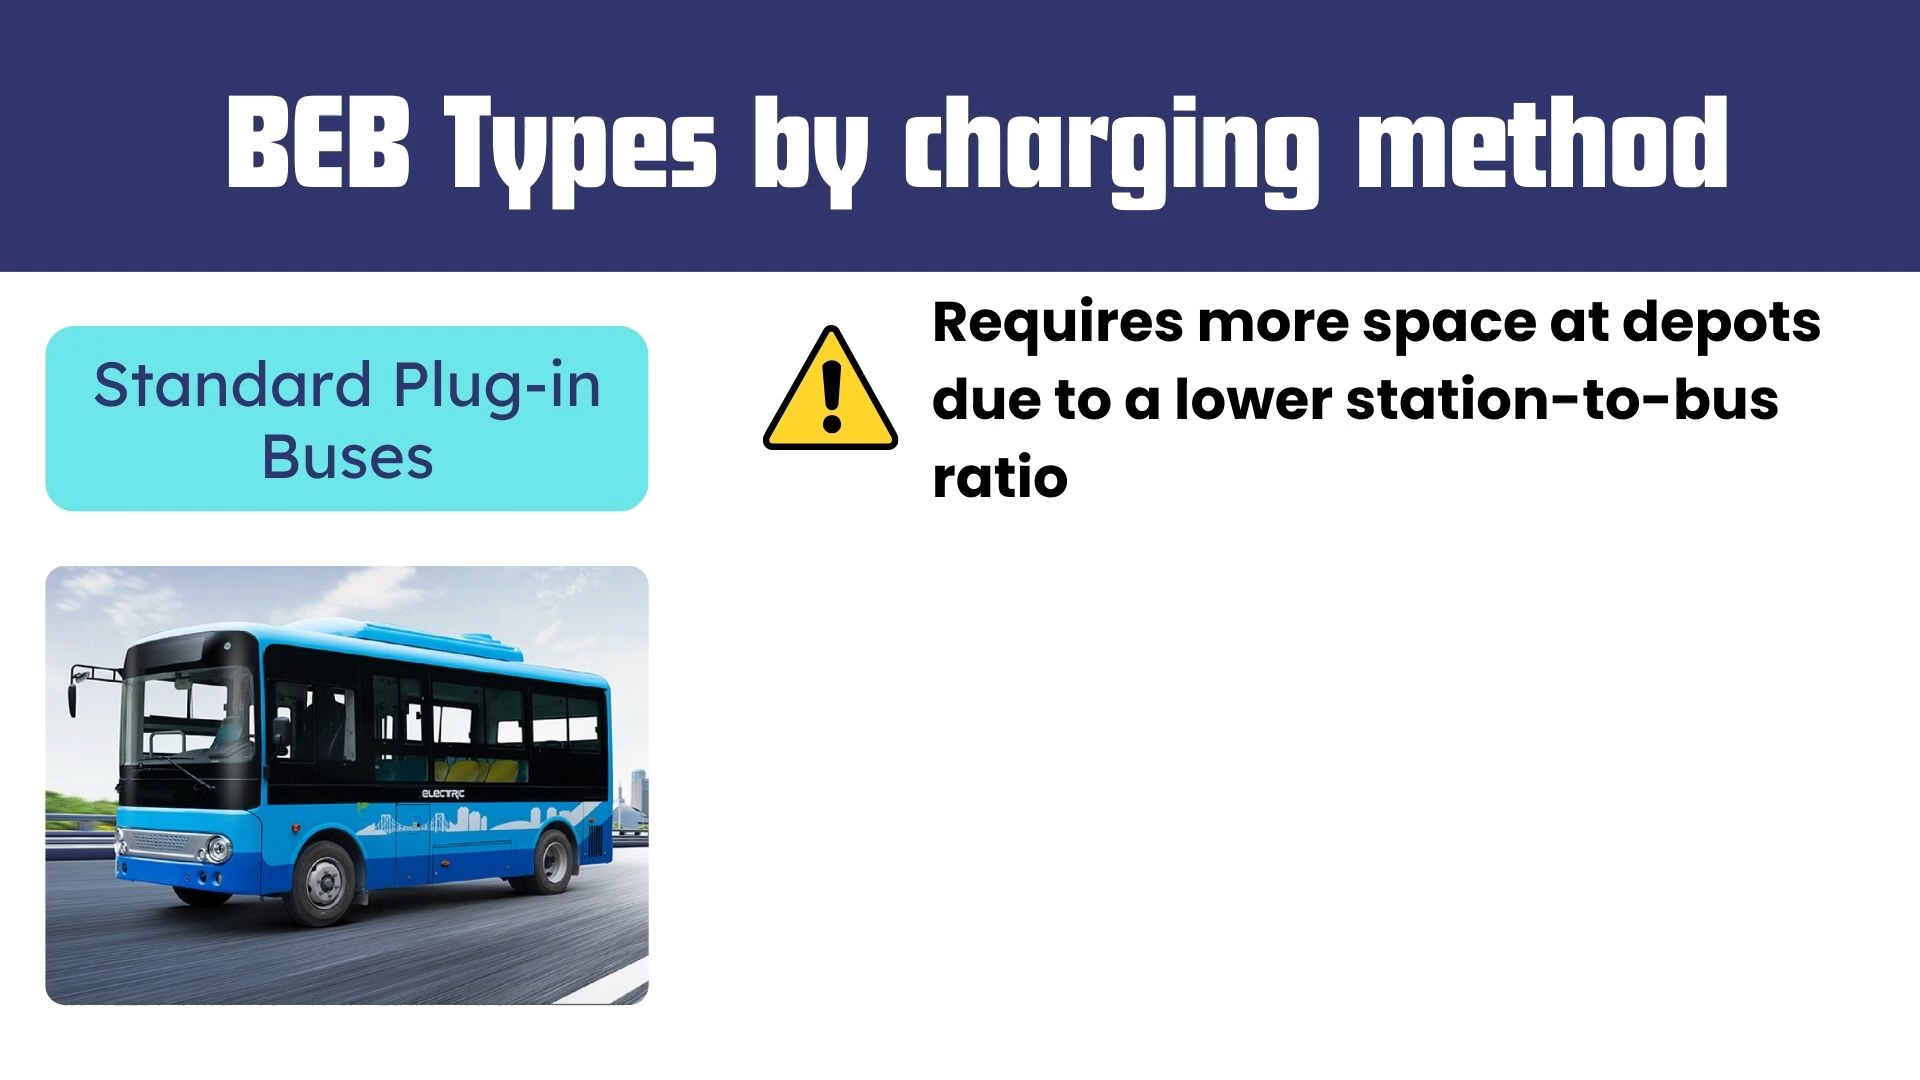 BEB Types by charging method
Standard Plug-in
Buses
Requires more space at depots
due to a lower station-to-bus
ratio
ELECTRIC